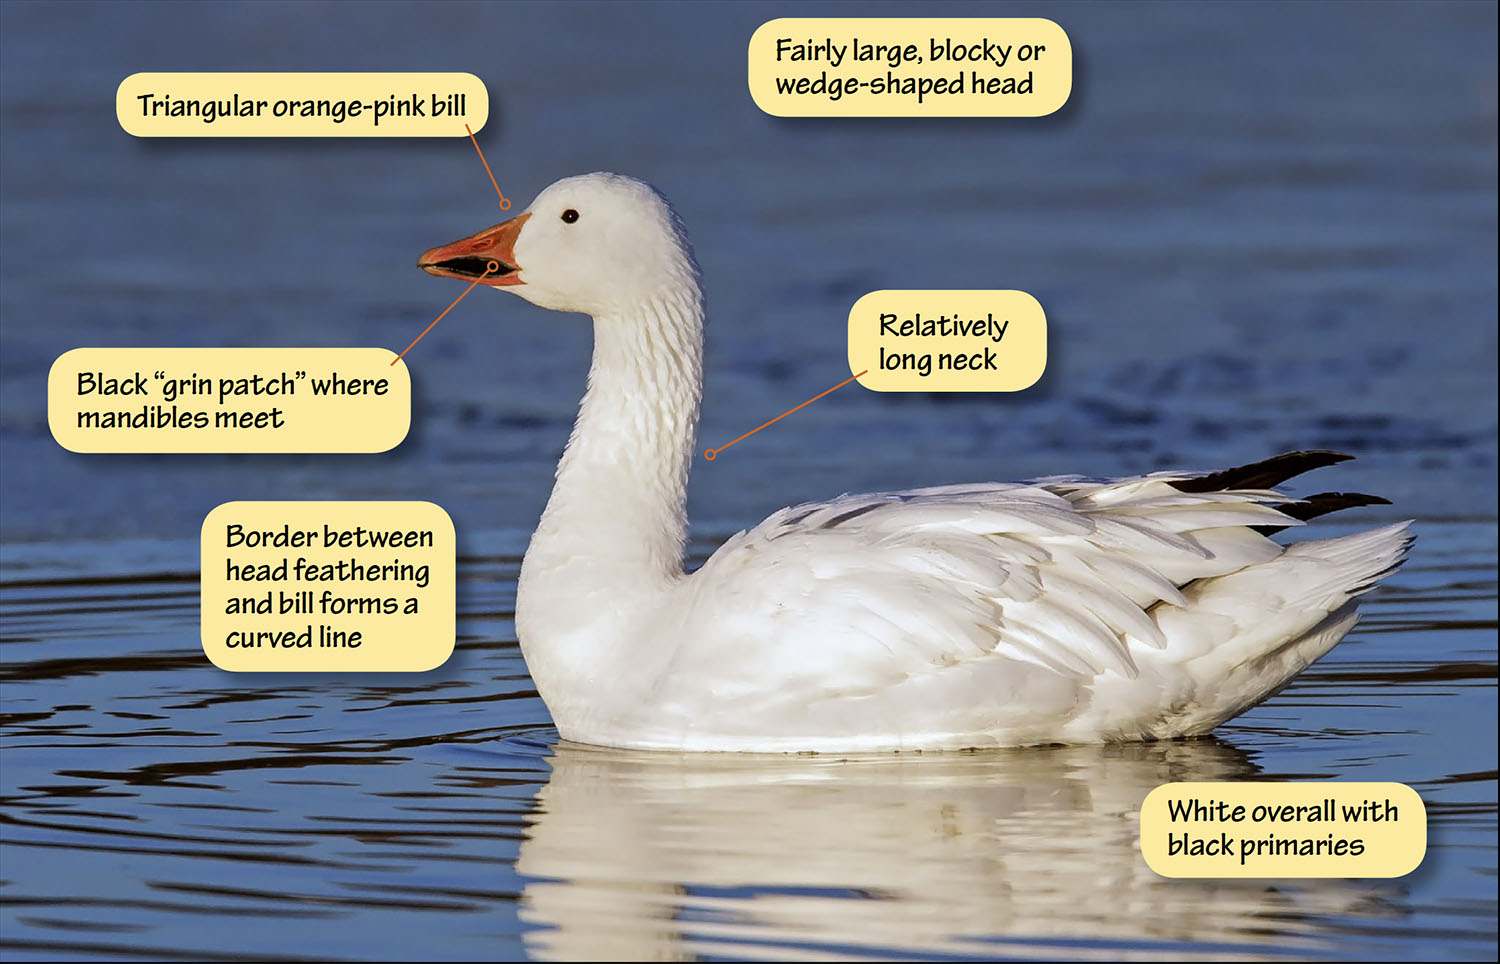 Fairly large, blocky or
wedge-shaped head
Triangular orange-pink bill
Relatively
long neck
Black “grin patch” where
mandibles meet
Border between
head feathering
and bill forms a
curved line
White overall with
black primaries